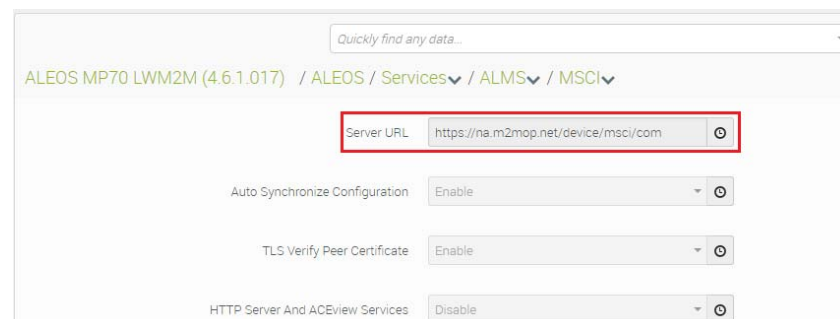 Quickly find any data...
ALEOS MP70 LWM2M (4.6.1.017) / ALEOS / Services / ALMS / MSCI
Server URL https://na.m2mop.net/device/msci/com
Auto Synchronize Configuration Enable
TLS Verify Peer Certificate Enable
HTTP Server And ACEview Services Disable